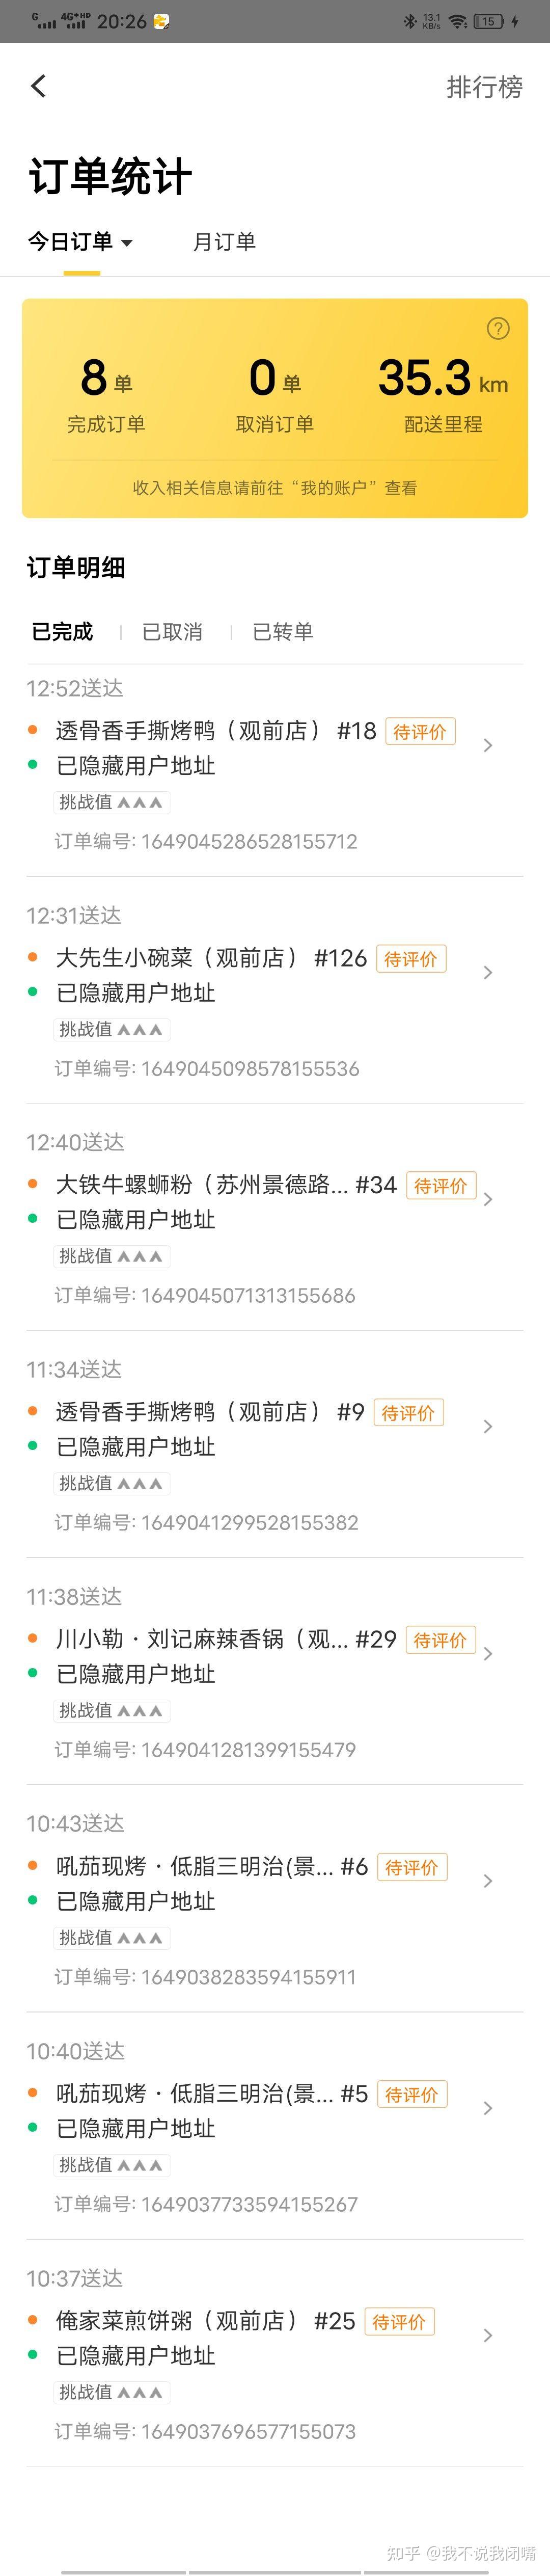 G 4G+HD 20:26 13.1 KB/s 15
排行榜
订单统计
今日订单 月订单
8单 0单 35.3 km
完成订单 取消订单 配送里程
收入相关信息请前往“我的账户”查看
订单明细
已完成 已取消 已转单
12:52送达
透骨香手撕烤鸭（观前店） #18 待评价
已隐藏用户地址
挑战值
订单编号: 1649045286528155712
12:31送达
大先生小碗菜（观前店） #126 待评价
已隐藏用户地址
挑战值
订单编号: 1649045098578155536
12:40送达
大铁牛螺蛳粉（苏州景德路... #34 待评价
已隐藏用户地址
挑战值
订单编号: 1649045071313155686
11:34送达
透骨香手撕烤鸭（观前店） #9 待评价
已隐藏用户地址
挑战值
订单编号: 1649041299528155382
11:38送达
川小勒·刘记麻辣香锅（观... #29 待评价
已隐藏用户地址
挑战值
订单编号: 1649041281399155479
10:43送达
吼茄现烤·低脂三明治(景... #6 待评价
已隐藏用户地址
挑战值
订单编号: 1649038283594155911
10:40送达
吼茄现烤·低脂三明治(景... #5 待评价
已隐藏用户地址
挑战值
订单编号: 1649037733594155267
10:37送达
俺家菜煎饼粥（观前店） #25 待评价
已隐藏用户地址
挑战值
订单编号: 1649037696577155073
知乎 @我不说我闭嘴